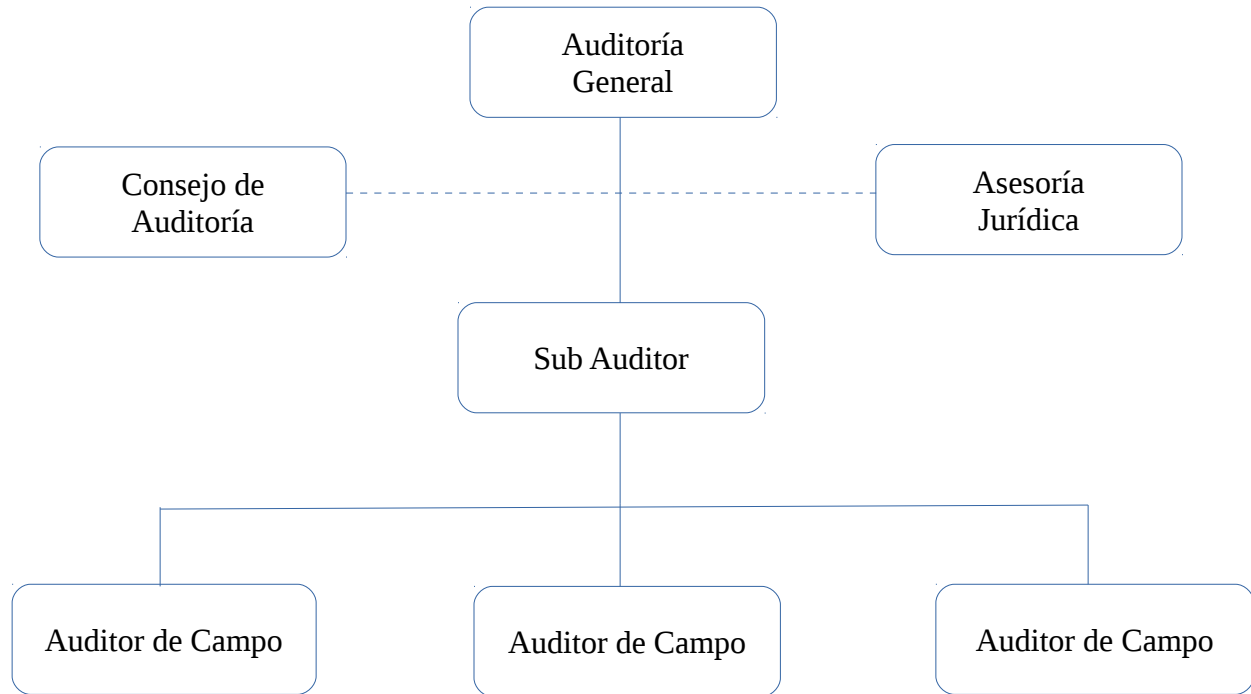 Auditoría
General
Consejo de
Auditoría
Asesoría
Jurídica
Sub Auditor
Auditor de Campo
Auditor de Campo
Auditor de Campo